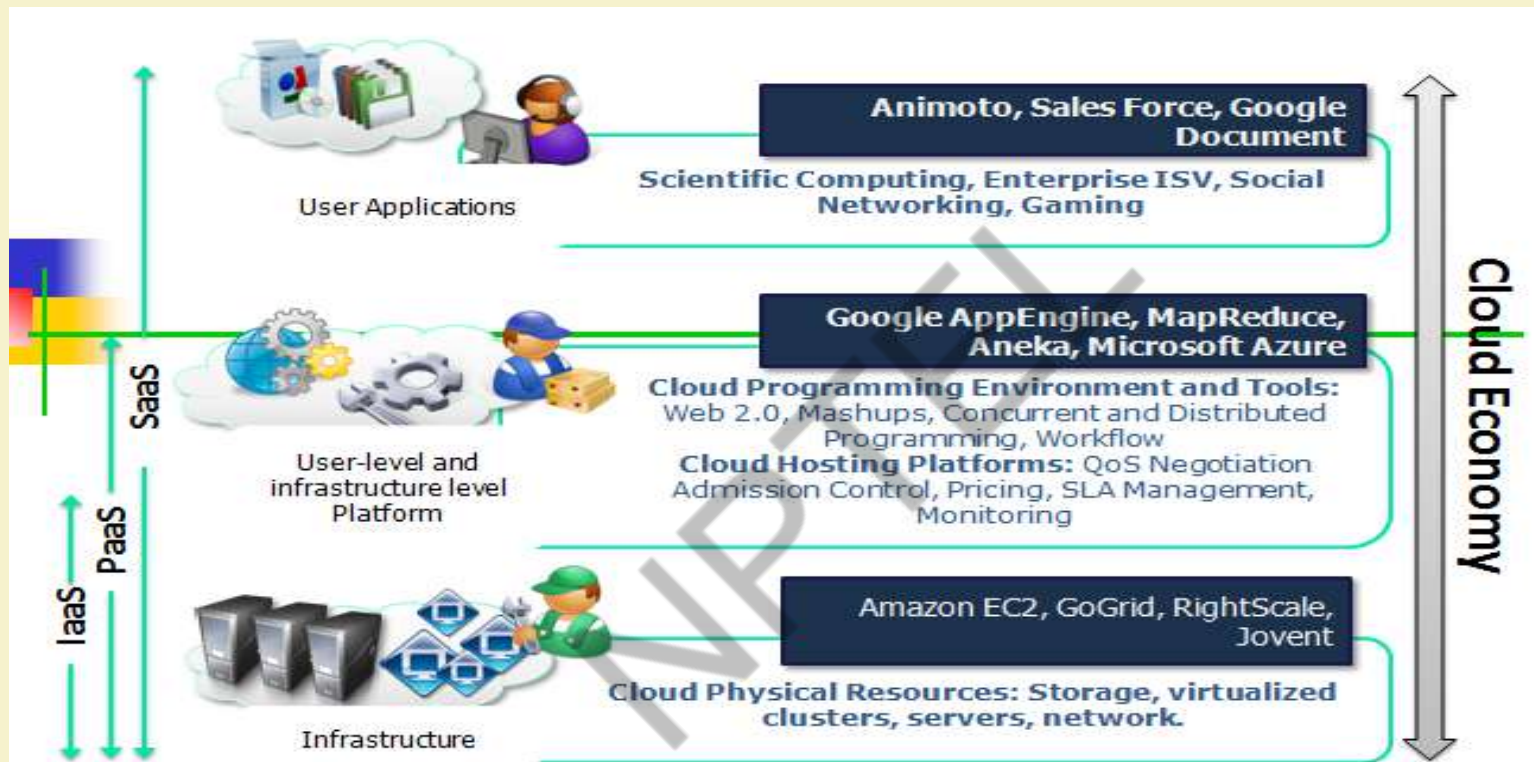 Animoto, Sales Force, Google
Document
Scientific Computing, Enterprise ISV, Social
Networking, Gaming
User Applications
Google AppEngine, MapReduce,
Aneka, Microsoft Azure
Cloud Programming Environment and Tools:
Web 2.0, Mashups, Concurrent and Distributed
Programming, Workflow
Cloud Hosting Platforms: QoS Negotiation
Admission Control, Pricing, SLA Management,
Monitoring
User-level and
infrastructure level
Platform
Amazon EC2, GoGrid, RightScale,
Jovent
Cloud Physical Resources: Storage, virtualized
clusters, servers, network.
Infrastructure
IaaS
PaaS
SaaS
Cloud Economy
NPTEL